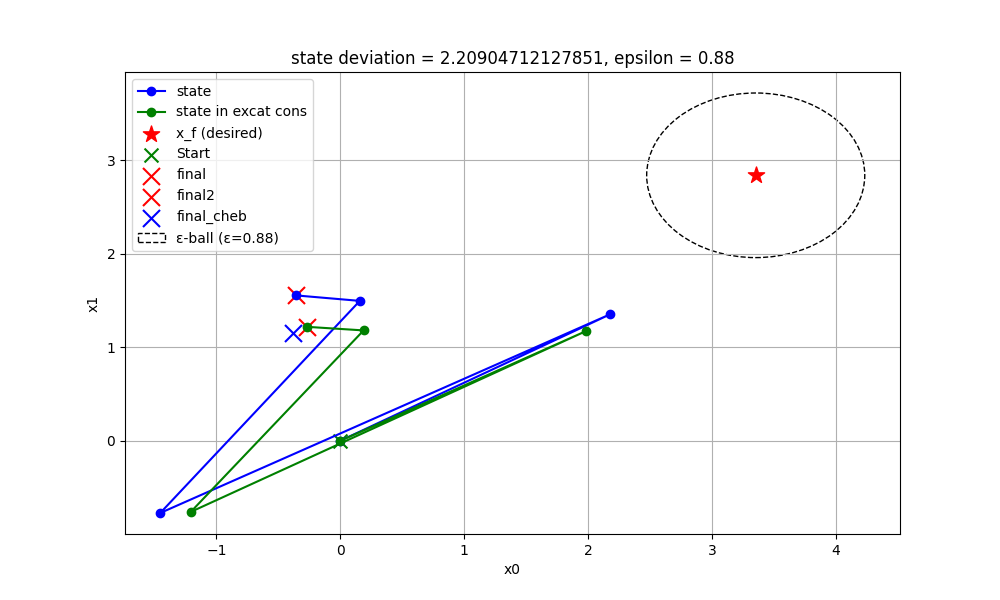 state deviation = 2.20904712127851, epsilon = 0.88
state
state in excat cons
x_f (desired)
Start
final
final2
final_cheb
ε-ball (ε=0.88)
3
2
1
0
x1
−1
0
1
2
3
4
x0